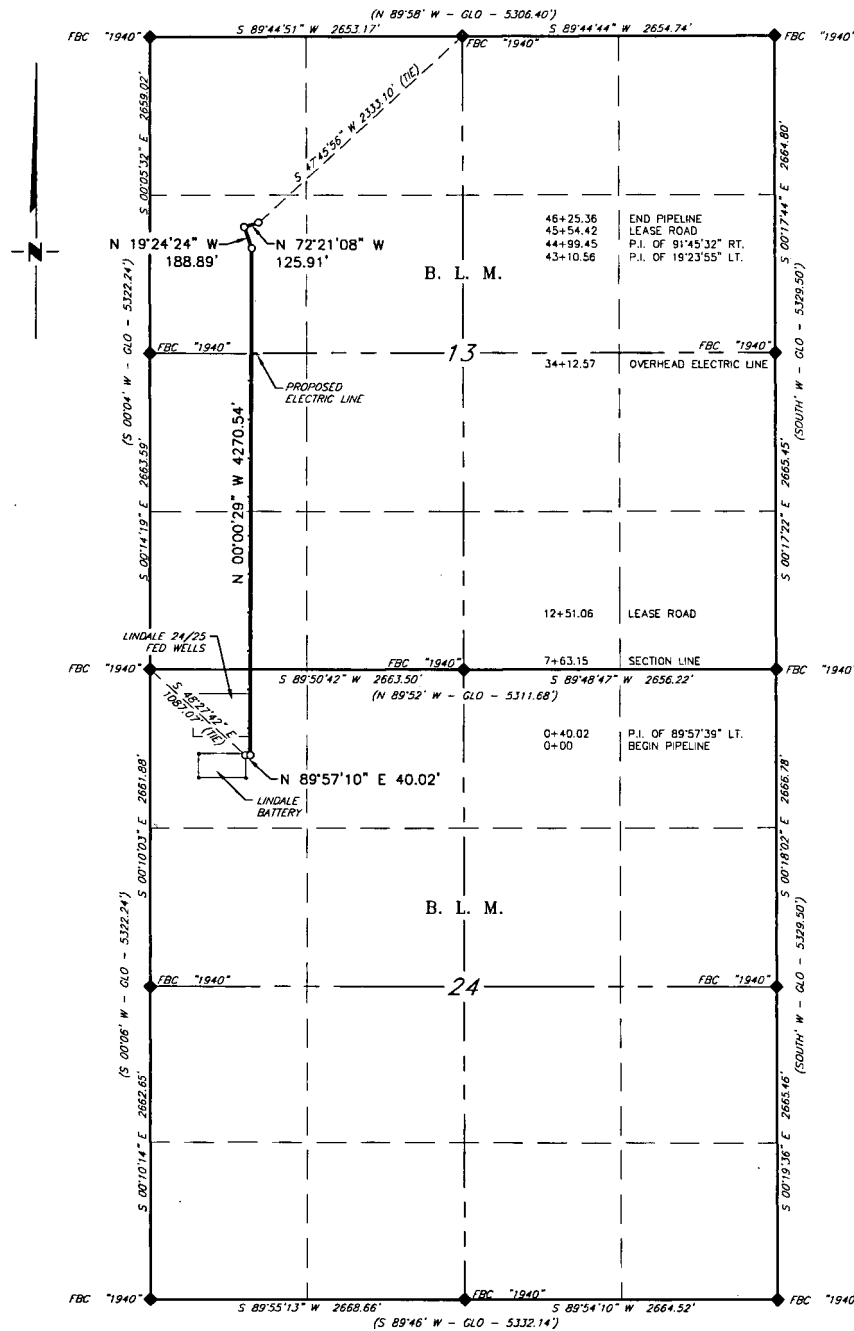 (N 89°58' W - GLO - 5306.40')
S 89°44'51" W 2653.17'
S 89°44'44" W 2654.74'
FBC "1940"
FBC "1940"
FBC "1940"
S 00°05'32" E 2659.02'
S 47°45'56" W 2333.10' (TIE)
S 00°17'44" E 2664.80'
N
N 19°24'24" W
188.89'
N 72°21'08" W
125.91'
46+25.36 END PIPELINE
45+54.42 LEASE ROAD
44+99.45 P.I. OF 91°45'32" RT.
43+10.56 P.I. OF 19°23'55" LT.
B. L. M.
(S 00°04' W - GLO - 5322.24')
(SOUTH' W - GLO - 5329.50')
FBC "1940"
13
FBC "1940"
34+12.57 OVERHEAD ELECTRIC LINE
PROPOSED
ELECTRIC LINE
N 00°00'29" W 4270.54'
S 00°14'19" E 2663.59'
S 00°17'22" E 2665.45'
12+51.06 LEASE ROAD
LINDALE 24/25
FED WELLS
7+63.15 SECTION LINE
FBC "1940"
FBC "1940"
FBC "1940"
S 89°50'42" W 2663.50'
S 89°48'47" W 2656.22'
(N 89°52' W - GLO - 5311.68')
S 48°27'42" E
1087.07' (TIE)
0+40.02 P.I. OF 89°57'39" LT.
0+00 BEGIN PIPELINE
N 89°57'10" E 40.02'
LINDALE
BATTERY
S 00°10'03" E 2661.88'
S 00°18'02" E 2666.78'
B. L. M.
(S 00°06' W - GLO - 5322.24')
(SOUTH' W - GLO - 5329.50')
FBC "1940"
24
FBC "1940"
S 00°10'14" E 2662.65'
S 00°19'36" E 2665.46'
FBC "1940"
FBC "1940"
FBC "1940"
S 89°55'13" W 2668.66'
S 89°54'10" W 2664.52'
(S 89°46' W - GLO - 5332.14')